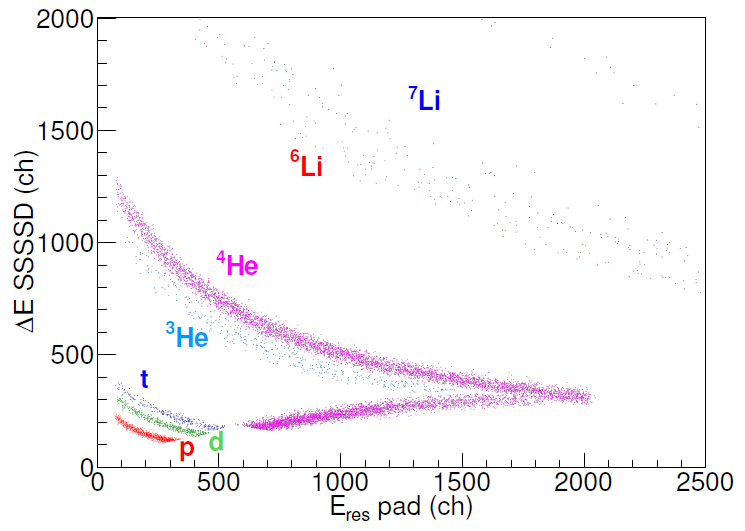 2000
⁷Li
1500
⁶Li
ΔE SSSSD (ch)
1000
⁴He
³He
500
t
d
p
0
0 500 1000 1500 2000 2500
E_res pad (ch)